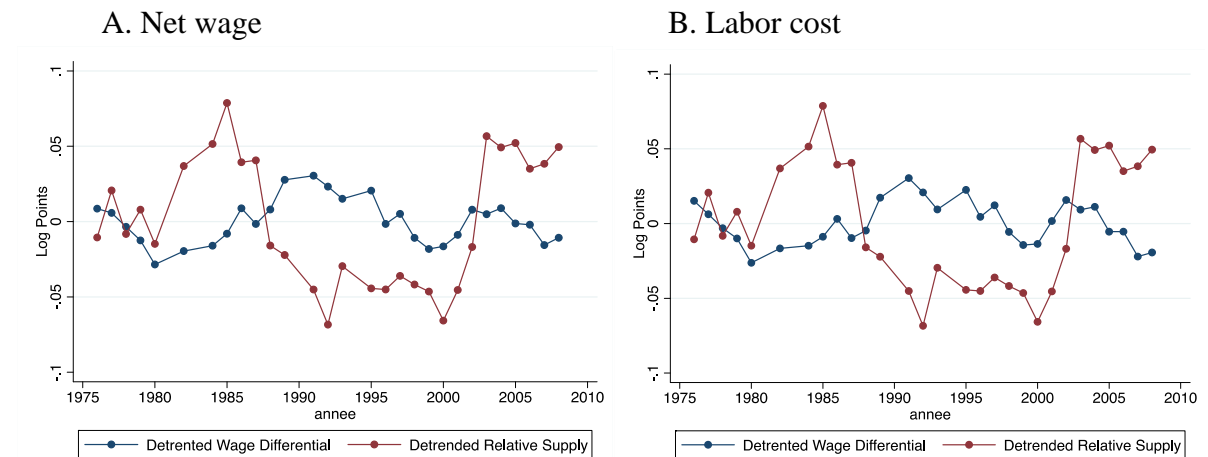 A. Net wage
.1
.05
0
-.05
-.1
Log Points
1975 1980 1985 1990 1995 2000 2005 2010
annee
Detrented Wage Differential Detrended Relative Supply
B. Labor cost
.1
.05
0
-.05
-.1
Log Points
1975 1980 1985 1990 1995 2000 2005 2010
annee
Detrented Wage Differential Detrended Relative Supply